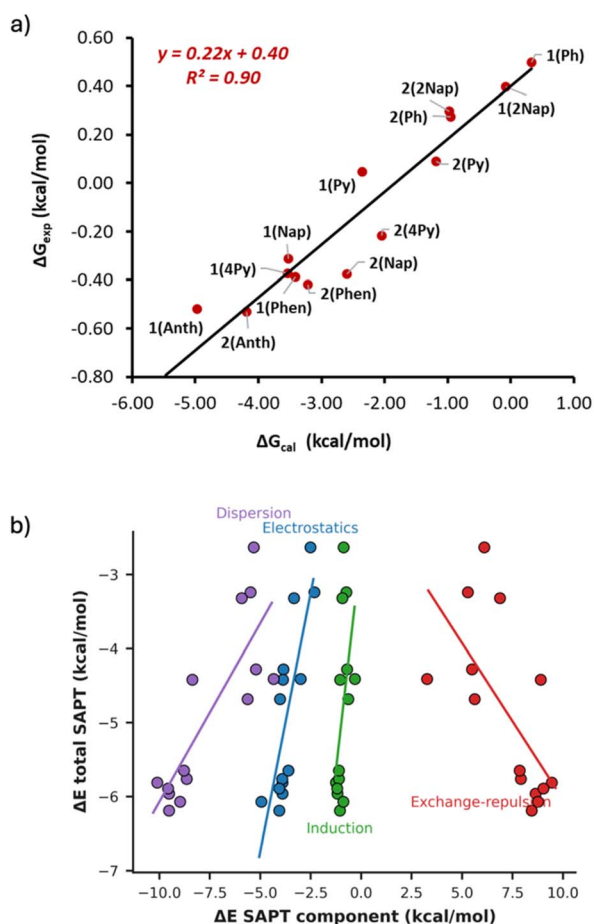 a)
y = 0.22x + 0.40
R² = 0.90
0.60
0.40
0.20
0.00
-0.20
-0.40
-0.60
-0.80
ΔGexp (kcal/mol)
1(Ph)
2(2Nap)
1(2Nap)
2(Ph)
2(Py)
1(Py)
2(4Py)
1(Nap)
1(4Py)
2(Nap)
1(Phen)
2(Phen)
1(Anth)
2(Anth)
-6.00 -5.00 -4.00 -3.00 -2.00 -1.00 0.00 1.00
ΔGcal (kcal/mol)
b)
Dispersion
Electrostatics
−3
−4
−5
−6
−7
ΔE total SAPT (kcal/mol)
Exchange-repulsion
Induction
−10.0 −7.5 −5.0 −2.5 0.0 2.5 5.0 7.5 10.0
ΔE SAPT component (kcal/mol)